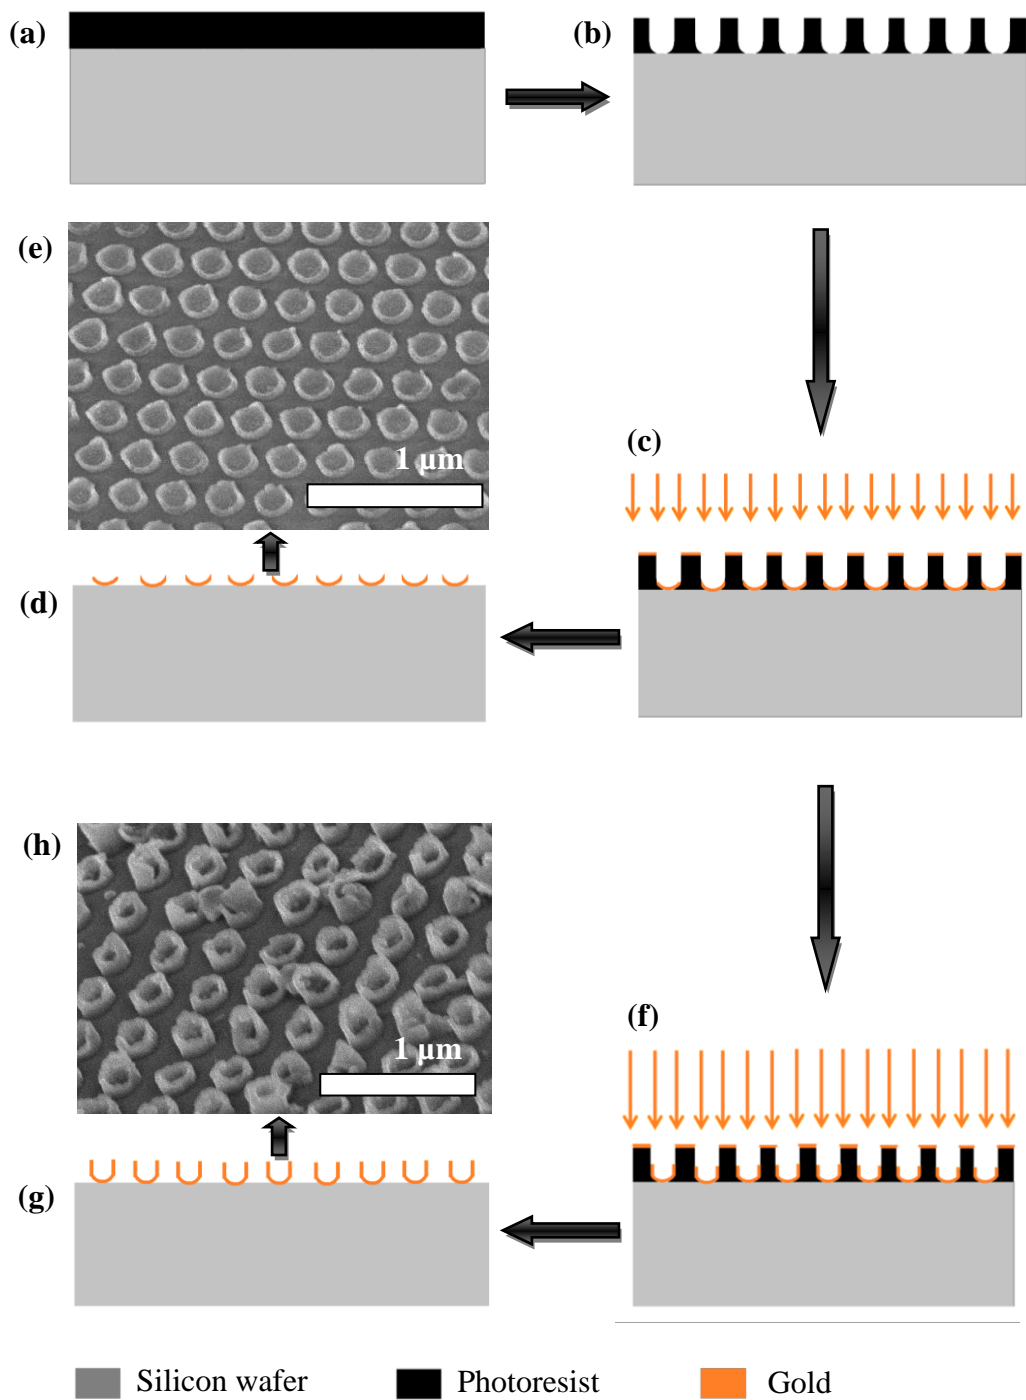 (a)
(b)
(e)
1 µm
(c)
(d)
(h)
1 µm
(f)
(g)
Silicon wafer
Photoresist
Gold